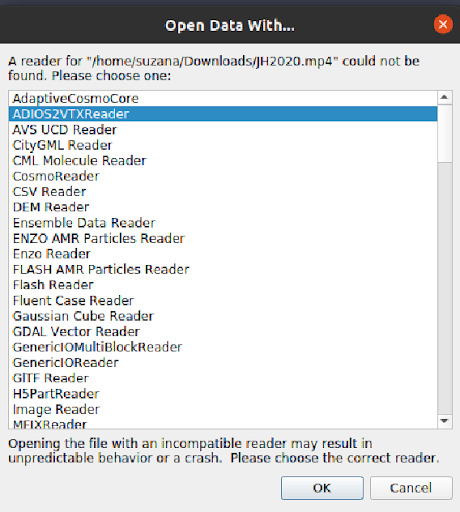 Open Data With...
A reader for "/home/suzana/Downloads/JH2020.mp4" could not be
found. Please choose one:
AdaptiveCosmoCore
ADIOS2VTXReader
AVS UCD Reader
CityGML Reader
CML Molecule Reader
CosmoReader
CSV Reader
DEM Reader
Ensemble Data Reader
ENZO AMR Particles Reader
Enzo Reader
FLASH AMR Particles Reader
Flash Reader
Fluent Case Reader
Gaussian Cube Reader
GDAL Vector Reader
GenericIOMultiBlockReader
GenericIOReader
GlTF Reader
H5PartReader
Image Reader
MFIXReader
Opening the file with an incompatible reader may result in
unpredictable behavior or a crash.  Please choose the correct reader.
OK
Cancel